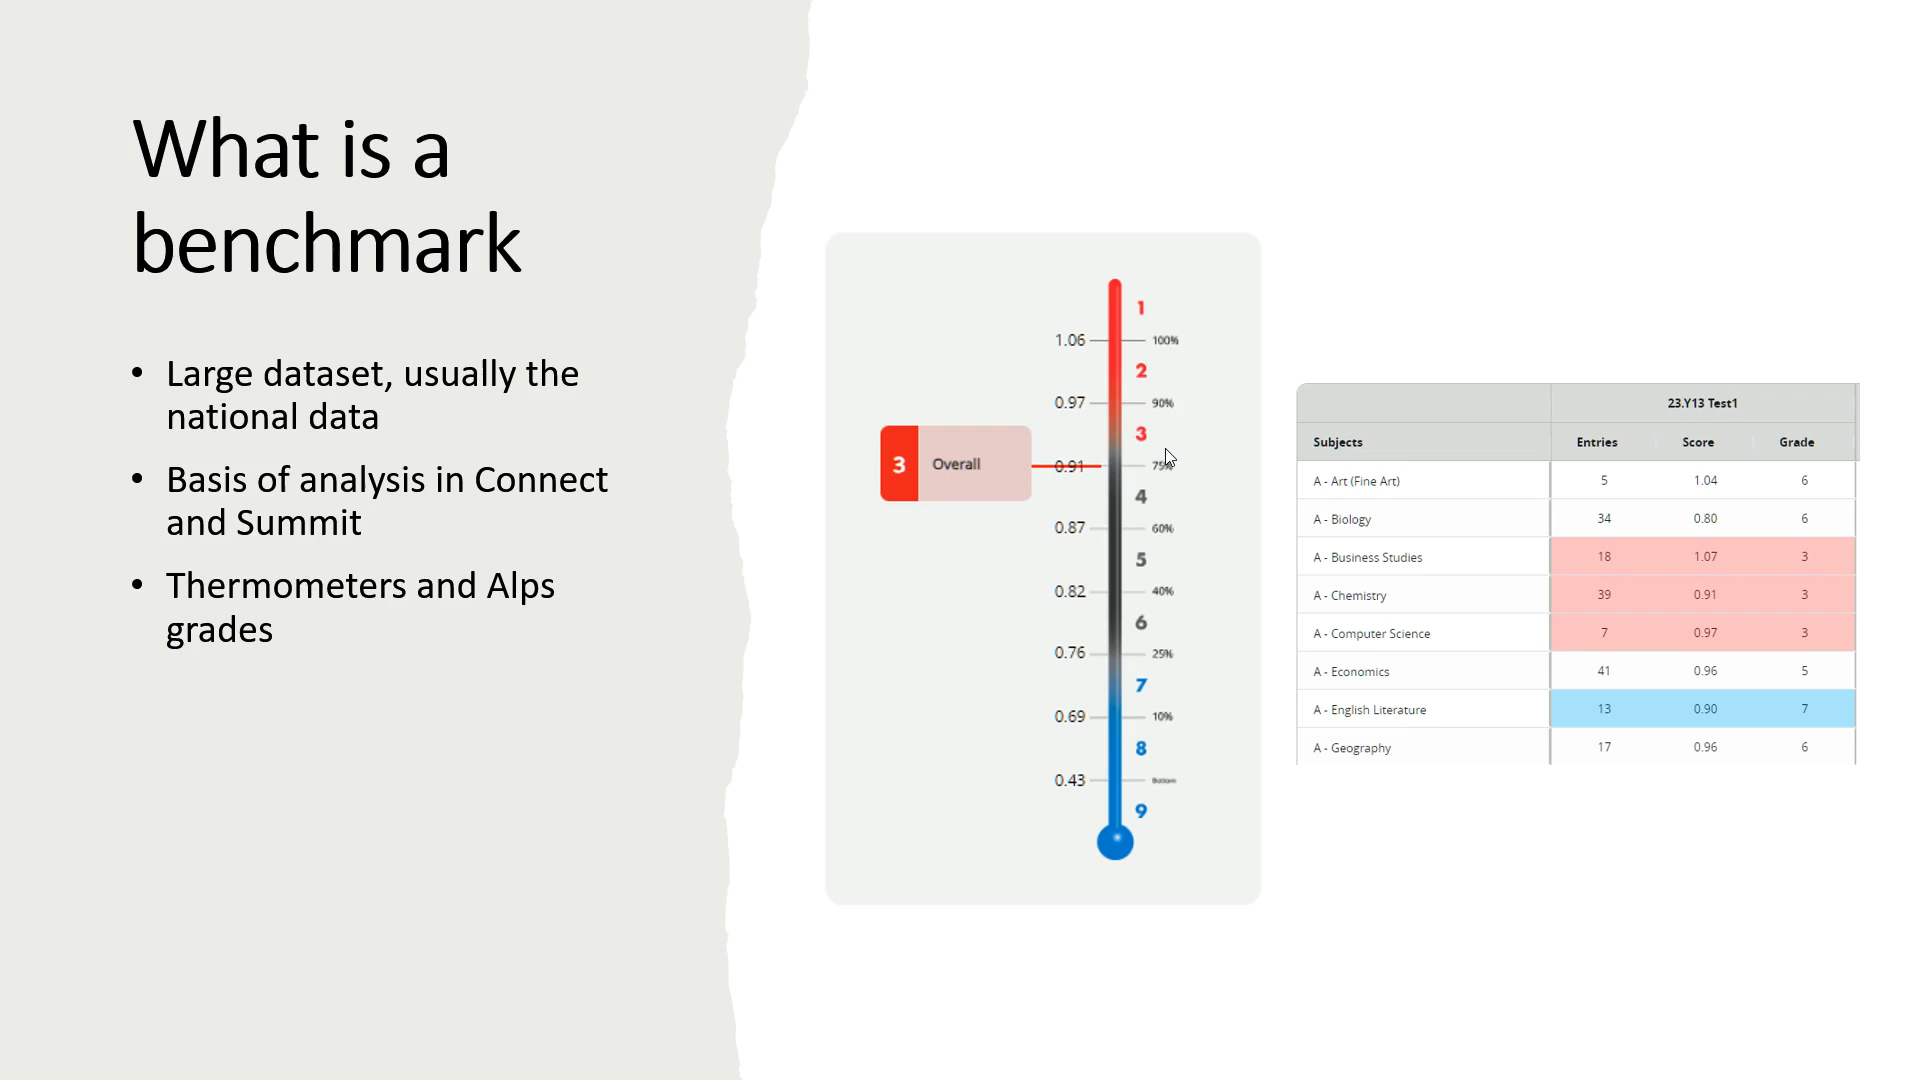 What is a
benchmark
• Large dataset, usually the
national data
• Basis of analysis in Connect
and Summit
• Thermometers and Alps
grades
1
1.06 100%
2
0.97 90%
3
3 Overall
0.91 75%
4
0.87 60%
5
0.82 40%
6
0.76 25%
7
0.69 10%
8
0.43 Bottom
9
23.Y13 Test1
Subjects Entries Score Grade
A - Art (Fine Art) 5 1.04 6
A - Biology 34 0.80 6
A - Business Studies 18 1.07 3
A - Chemistry 39 0.91 3
A - Computer Science 7 0.97 3
A - Economics 41 0.96 5
A - English Literature 13 0.90 7
A - Geography 17 0.96 6